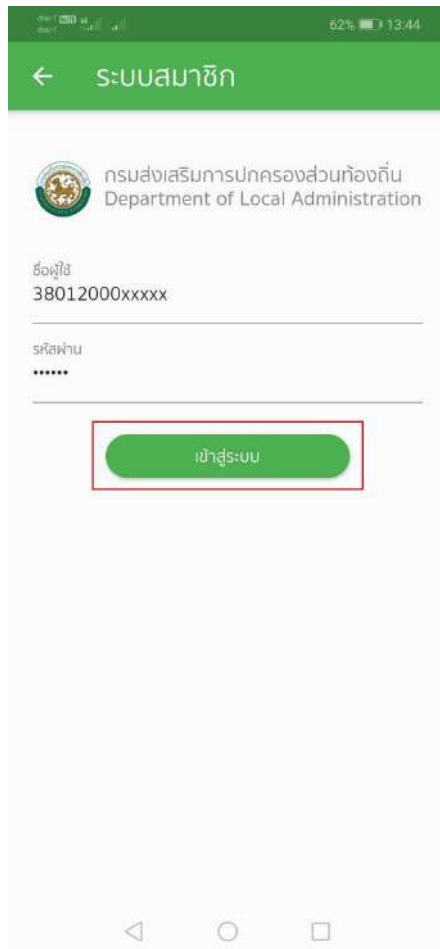 62% 13:44
ระบบสมาชิก
กรมส่งเสริมการปกครองส่วนท้องถิ่น
Department of Local Administration
ชื่อผู้ใช้
38012000xxxxx
รหัสผ่าน
••••••
เข้าสู่ระบบ